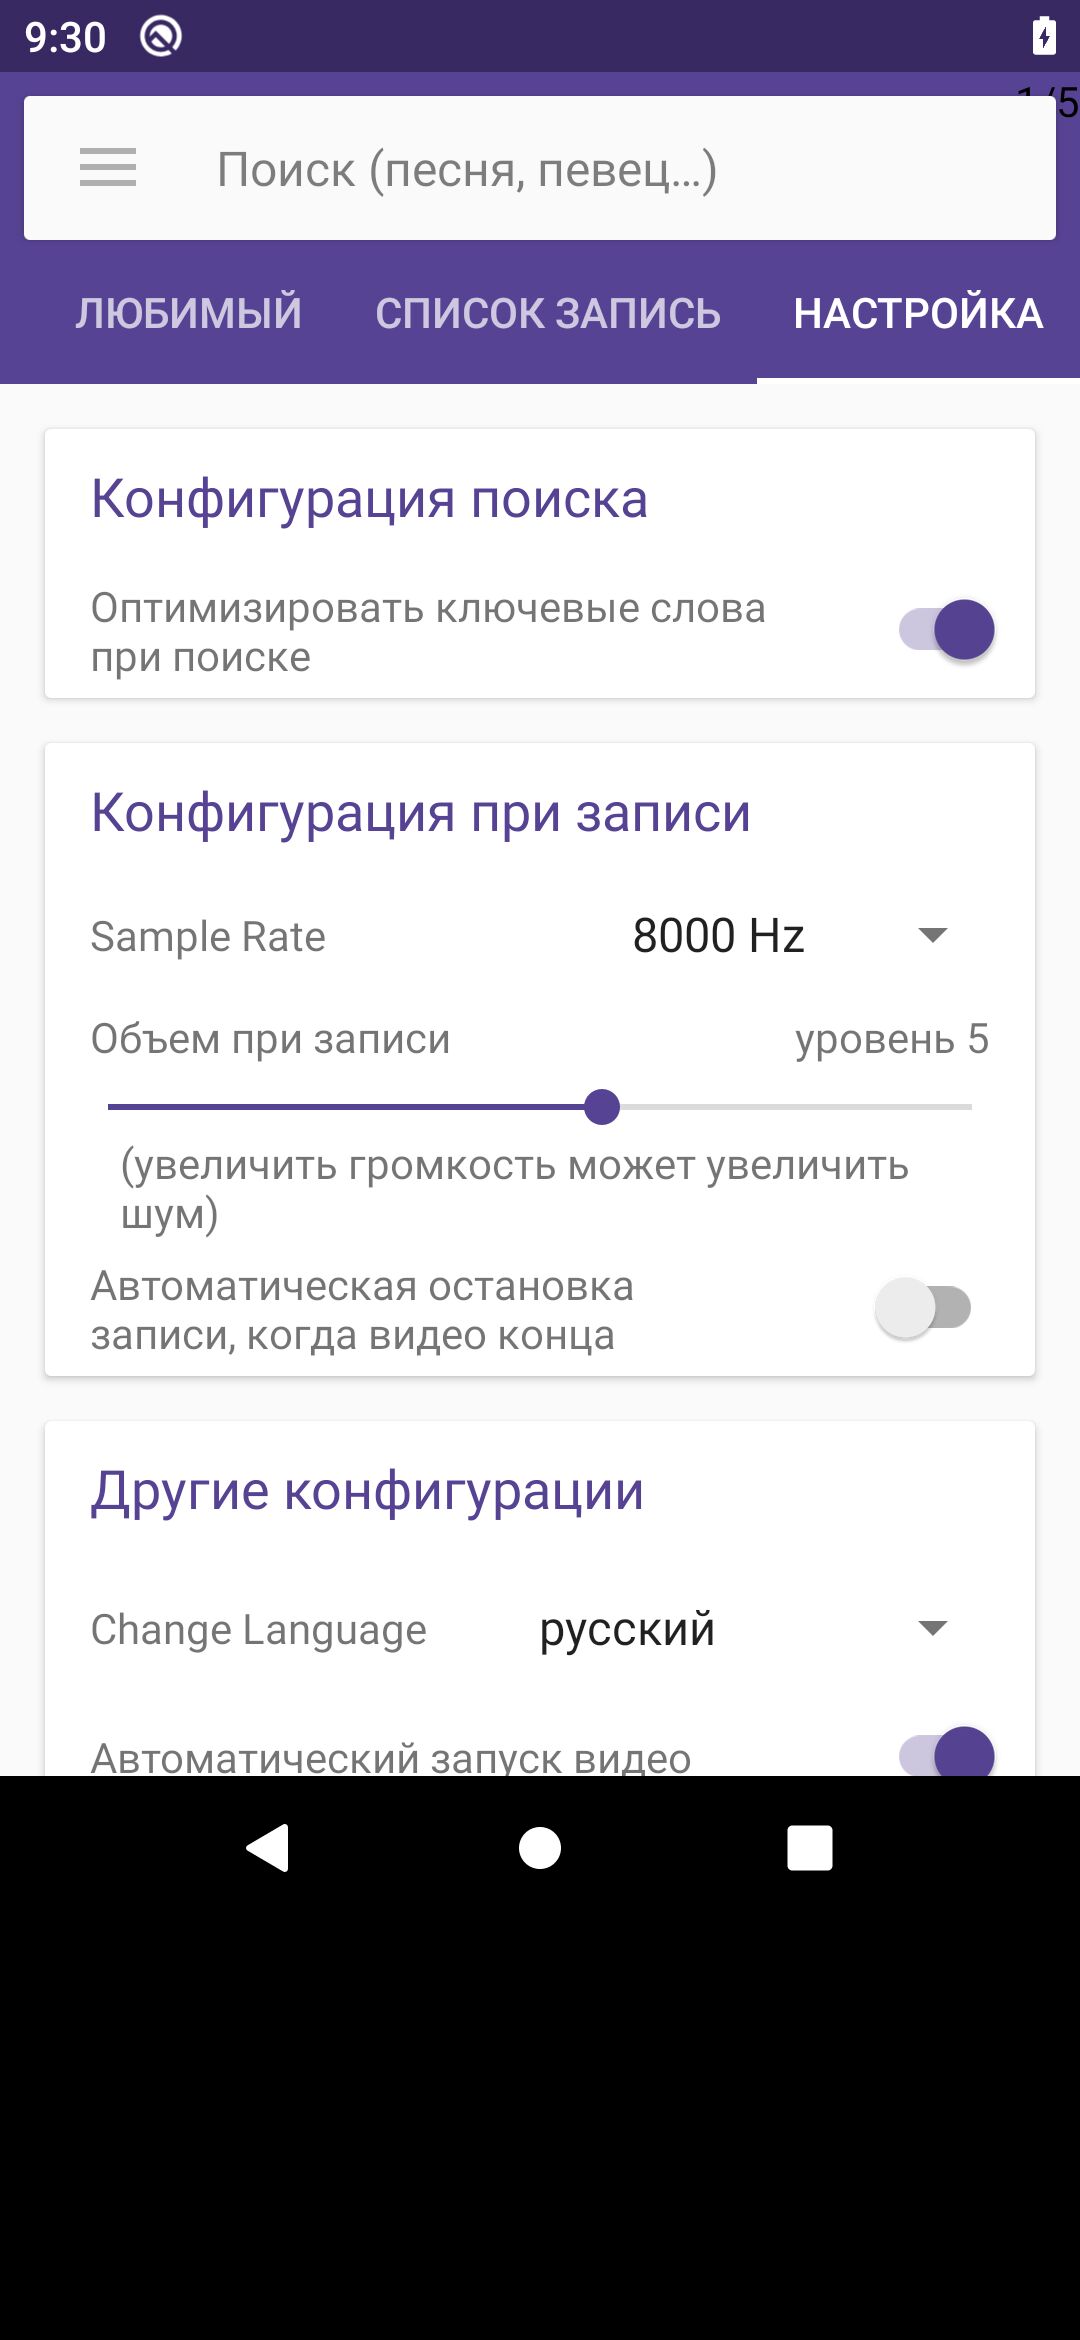 9:30
1/5
Поиск (песня, певец…)
ЛЮБИМЫЙ СПИСОК ЗАПИСЬ НАСТРОЙКА
Конфигурация поиска
Оптимизировать ключевые слова
при поиске
Конфигурация при записи
Sample Rate 8000 Hz
Объем при записи уровень 5
(увеличить громкость может увеличить
шум)
Автоматическая остановка
записи, когда видео конца
Другие конфигурации
Change Language русский
Автоматический запуск видео